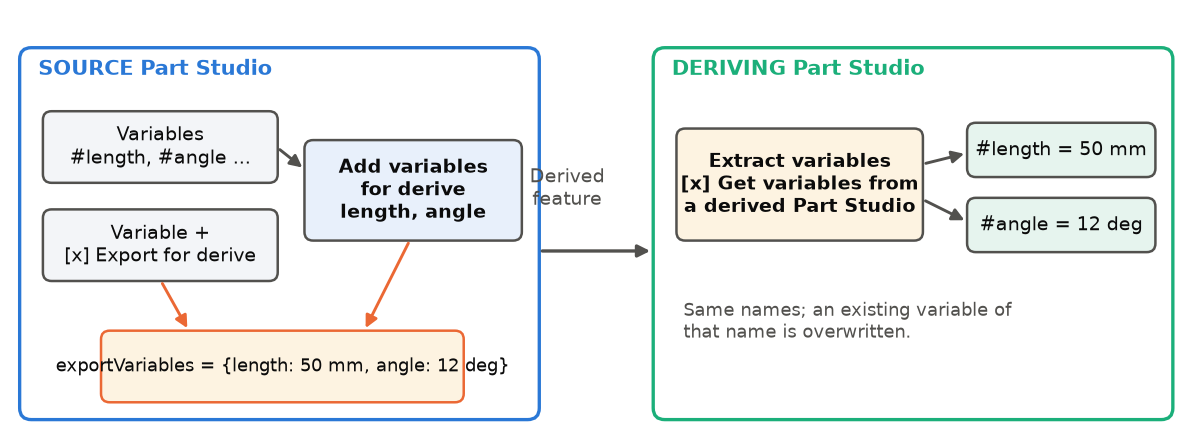 SOURCE Part Studio
Variables
#length, #angle ...
Variable +
[x] Export for derive
Add variables
for derive
length, angle
exportVariables = {length: 50 mm, angle: 12 deg}
Derived
feature
DERIVING Part Studio
Extract variables
[x] Get variables from
a derived Part Studio
#length = 50 mm
#angle = 12 deg
Same names; an existing variable of
that name is overwritten.